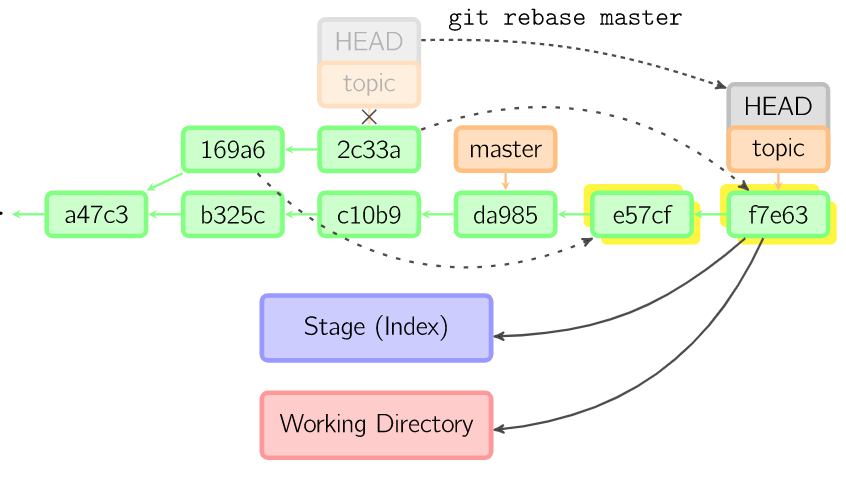 git rebase master
HEAD
topic
HEAD
topic
169a6
2c33a
master
a47c3
b325c
c10b9
da985
e57cf
f7e63
Stage (Index)
Working Directory